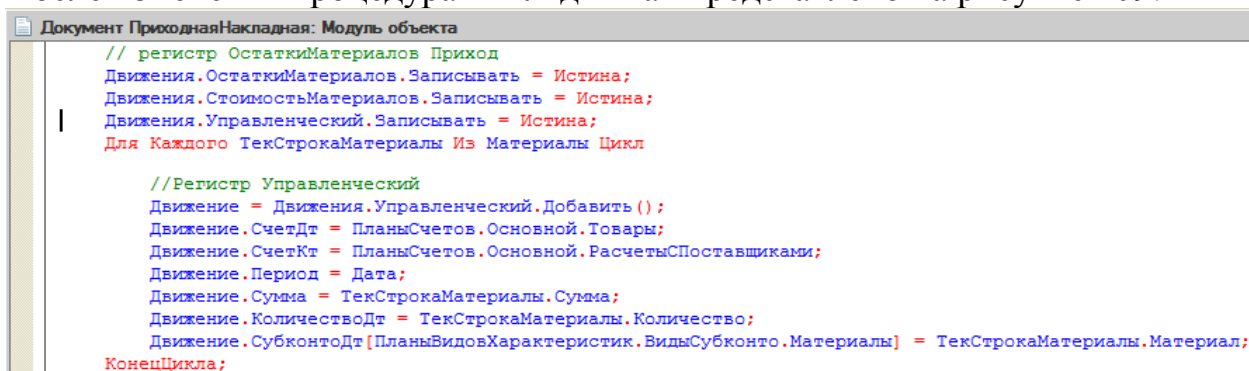 Документ ПриходнаяНакладная: Модуль объекта
// регистр ОстаткиМатериалов Приход
Движения.ОстаткиМатериалов.Записывать = Истина;
Движения.СтоимостьМатериалов.Записывать = Истина;
Движения.Управленческий.Записывать = Истина;
Для Каждого ТекСтрокаМатериалы Из Материалы Цикл
//Регистр Управленческий
Движение = Движения.Управленческий.Добавить();
Движение.СчетДт = ПланыСчетов.Основной.Товары;
Движение.СчетКт = ПланыСчетов.Основной.РасчетыСПоставщиками;
Движение.Период = Дата;
Движение.Сумма = ТекСтрокаМатериалы.Сумма;
Движение.КоличествоДт = ТекСтрокаМатериалы.Количество;
Движение.СубконтоДт[ПланыВидовХарактеристик.ВидыСубконто.Материалы] = ТекСтрокаМатериалы.Материал;
КонецЦикла;